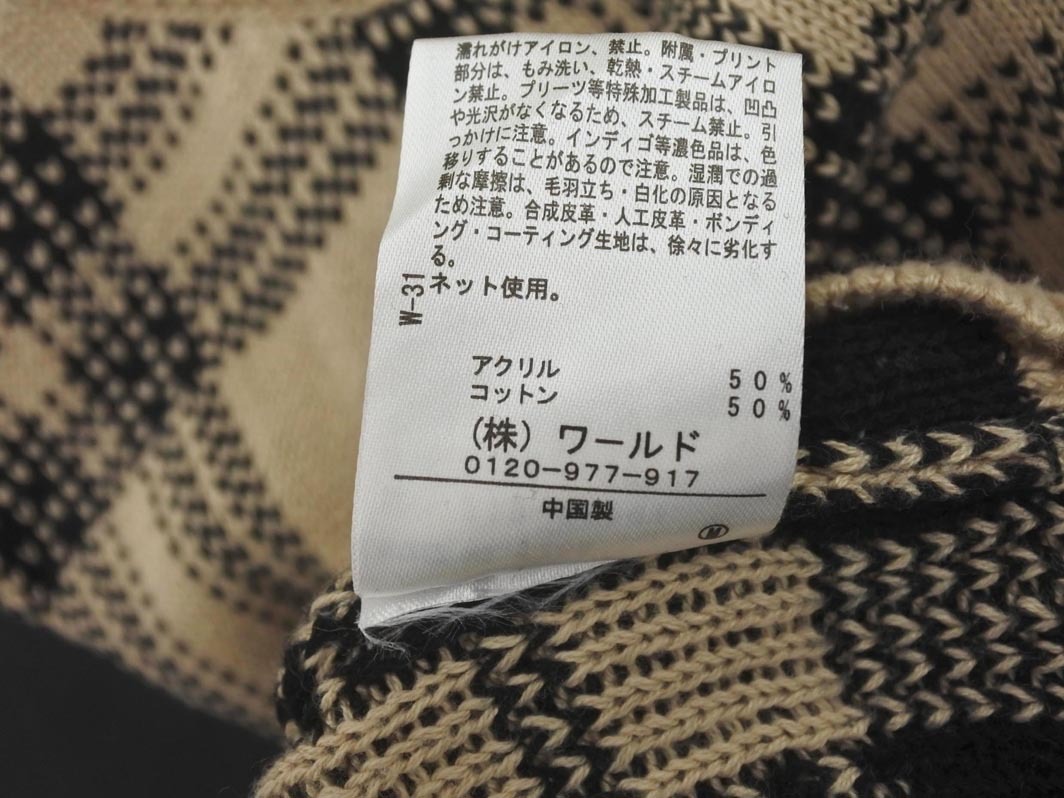 濡れがけアイロン、禁止。附属・プリント
部分は、もみ洗い、乾熱・スチームアイロ
ン禁止。プリーツ等特殊加工製品は、凹凸
や光沢がなくなるため、スチーム禁止。引
っかけに注意。インディゴ等濃色品は、色
移りすることがあるので注意。湿潤での過
剰な摩擦は、毛羽立ち・白化の原因となる
ため注意。合成皮革・人工皮革・ボンディ
ング・コーティング生地は、徐々に劣化す
る。
ネット使用。
W-31
アクリル 50%
コットン 50%
(株)ワールド
0120-977-917
中国製
M